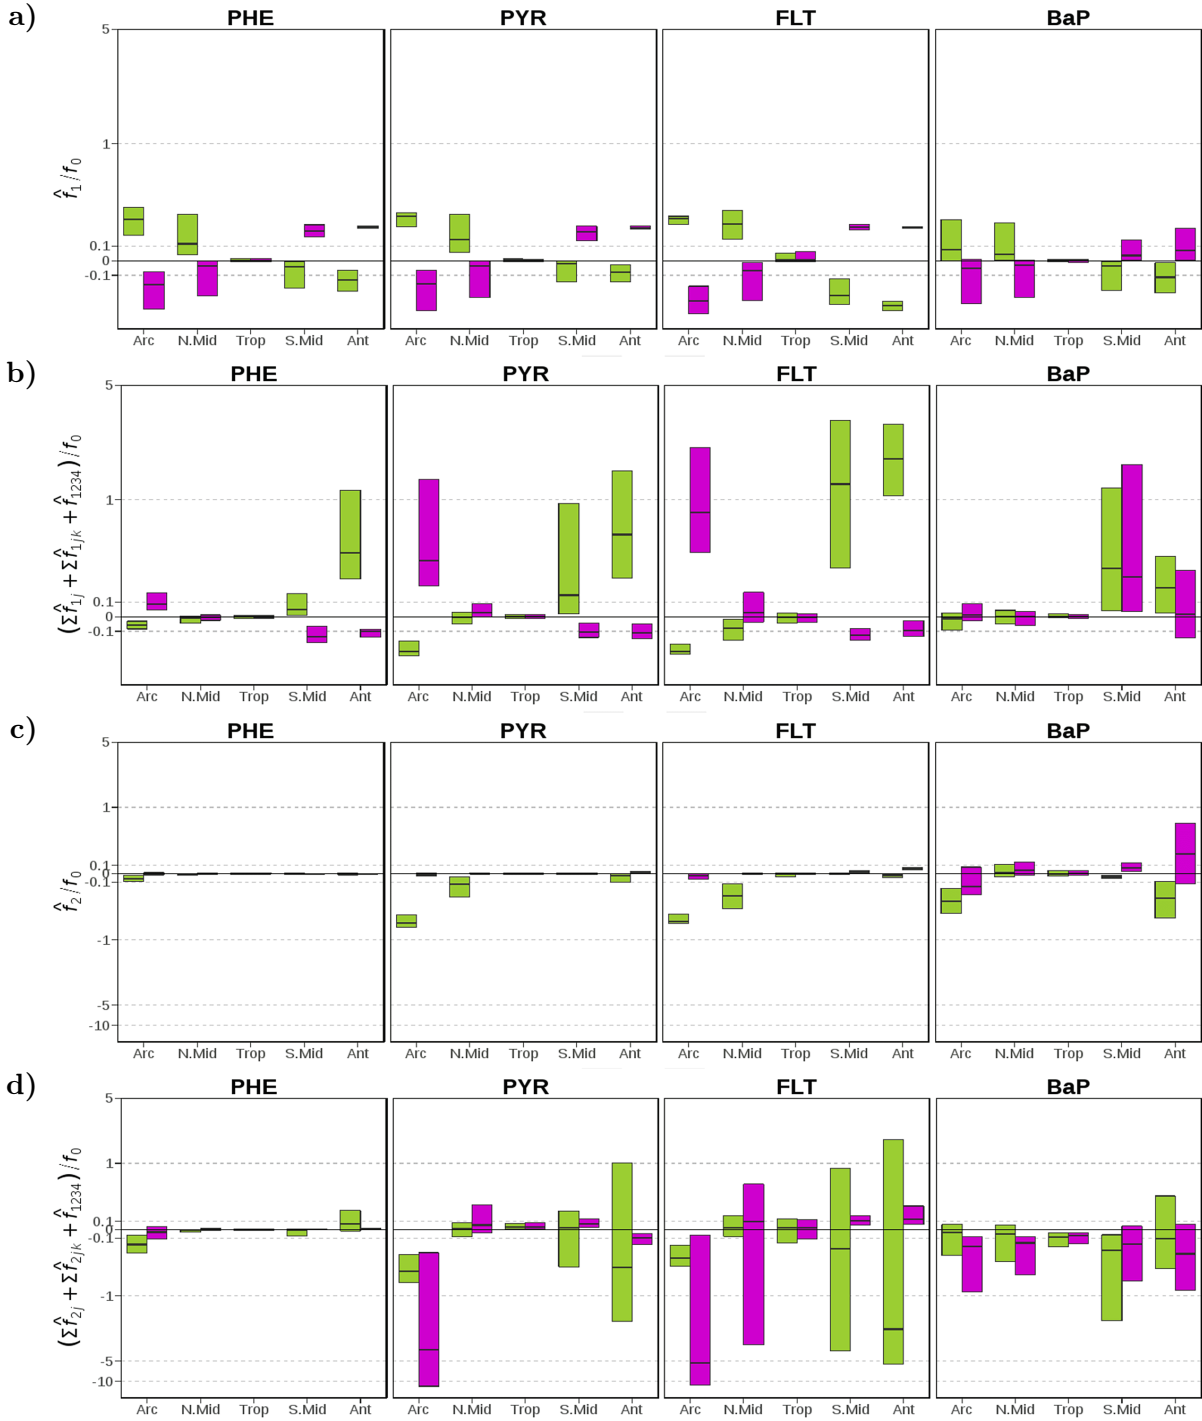 a)
PHE PYR FLT BaP
5
1
0.1
0
-0.1
f̂₁/f₀
Arc N.Mid Trop S.Mid Ant Arc N.Mid Trop S.Mid Ant Arc N.Mid Trop S.Mid Ant Arc N.Mid Trop S.Mid Ant
b)
PHE PYR FLT BaP
5
1
0.1
0
-0.1
(Σf̂₁ⱼ + Σf̂₁ⱼₖ + f̂₁₂₃₄)/f₀
Arc N.Mid Trop S.Mid Ant Arc N.Mid Trop S.Mid Ant Arc N.Mid Trop S.Mid Ant Arc N.Mid Trop S.Mid Ant
c)
PHE PYR FLT BaP
5
1
0.1
0
-0.1
-1
-5
-10
f̂₂/f₀
Arc N.Mid Trop S.Mid Ant Arc N.Mid Trop S.Mid Ant Arc N.Mid Trop S.Mid Ant Arc N.Mid Trop S.Mid Ant
d)
PHE PYR FLT BaP
5
1
0.1
0
-0.1
-1
-5
-10
(Σf̂₂ⱼ + Σf̂₂ⱼₖ + f̂₁₂₃₄)/f₀
Arc N.Mid Trop S.Mid Ant Arc N.Mid Trop S.Mid Ant Arc N.Mid Trop S.Mid Ant Arc N.Mid Trop S.Mid Ant